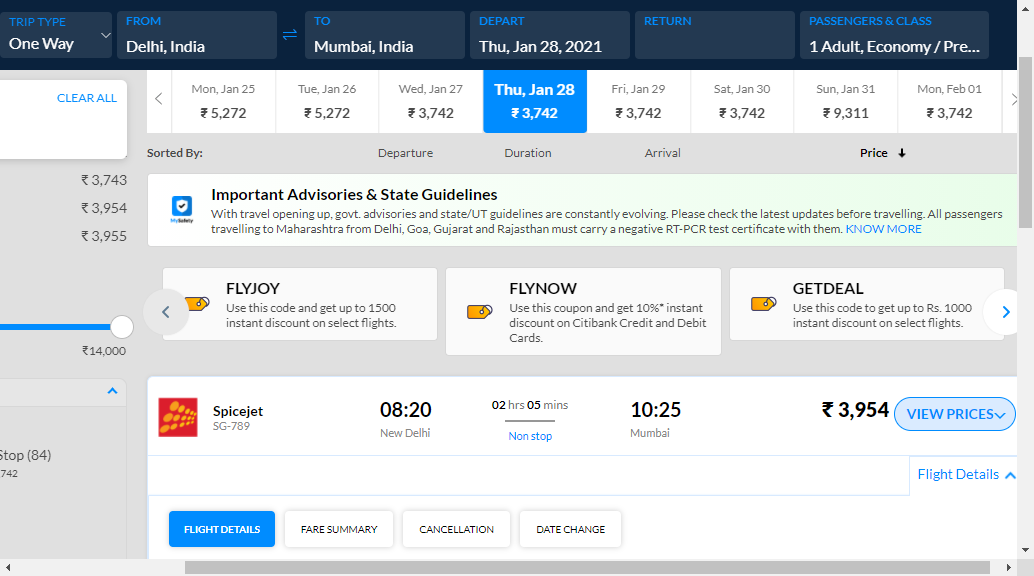 TRIP TYPE
One Way
FROM
Delhi, India
TO
Mumbai, India
DEPART
Thu, Jan 28, 2021
RETURN
PASSENGERS & CLASS
1 Adult, Economy / Pre...
CLEAR ALL
Mon, Jan 25
₹ 5,272
Tue, Jan 26
₹ 5,272
Wed, Jan 27
₹ 3,742
Thu, Jan 28
₹ 3,742
Fri, Jan 29
₹ 3,742
Sat, Jan 30
₹ 3,742
Sun, Jan 31
₹ 9,311
Mon, Feb 01
₹ 3,742
Sorted By:
Departure
Duration
Arrival
Price
₹ 3,743
₹ 3,954
₹ 3,955
MySafety
Important Advisories & State Guidelines
With travel opening up, govt. advisories and state/UT guidelines are constantly evolving. Please check the latest updates before travelling. All passengers
travelling to Maharashtra from Delhi, Goa, Gujarat and Rajasthan must carry a negative RT-PCR test certificate with them. KNOW MORE
FLYJOY
Use this code and get up to 1500
instant discount on select flights.
FLYNOW
Use this coupon and get 10%* instant
discount on Citibank Credit and Debit
Cards.
GETDEAL
Use this code to get up to Rs. 1000
instant discount on select flights.
₹14,000
Stop (84)
,742
Spicejet
SG-789
08:20
New Delhi
02 hrs 05 mins
Non stop
10:25
Mumbai
₹ 3,954
VIEW PRICES
Flight Details
FLIGHT DETAILS
FARE SUMMARY
CANCELLATION
DATE CHANGE